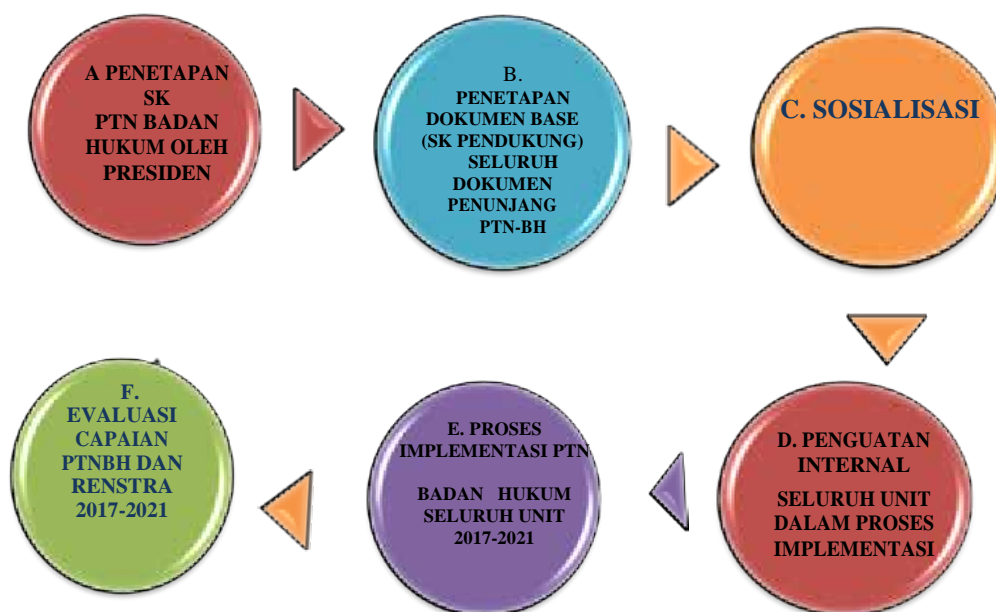 A PENETAPAN
SK
PTN BADAN
HUKUM OLEH
PRESIDEN
B.
PENETAPAN
DOKUMEN BASE
(SK PENDUKUNG)
SELURUH
DOKUMEN
PENUNJANG
PTN-BH
C. SOSIALISASI
D. PENGUATAN
INTERNAL
SELURUH UNIT
DALAM PROSES
IMPLEMENTASI
E. PROSES
IMPLEMENTASI PTN
BADAN HUKUM
SELURUH UNIT
2017-2021
F.
EVALUASI
CAPAIAN
PTNBH DAN
RENSTRA
2017-2021